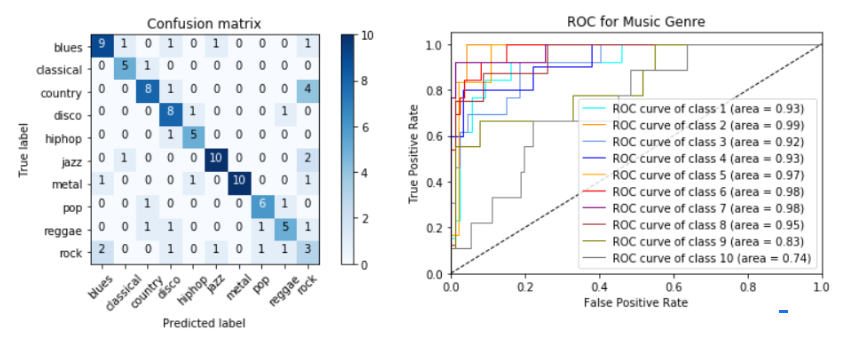 Confusion matrix
True label
blues 9 1 0 1 0 1 0 0 0 1
classical 0 5 1 0 0 0 0 0 0 0
country 0 0 8 1 0 0 0 0 0 4
disco 0 0 0 8 1 0 0 0 1 0
hiphop 0 0 0 1 5 0 0 0 0 0
jazz 0 1 0 0 0 10 0 0 0 2
metal 1 0 0 0 1 0 10 0 0 1
pop 0 0 1 0 0 0 0 6 1 0
reggae 0 0 1 1 0 0 0 1 5 0
rock 2 0 0 1 0 1 0 1 1 3
blues classical country disco hiphop jazz metal pop reggae rock
Predicted label
10
8
6
4
2
0
ROC for Music Genre
True Positive Rate
1.0
0.8
0.6
0.4
0.2
0.0
ROC curve of class 1 (area = 0.93)
ROC curve of class 2 (area = 0.99)
ROC curve of class 3 (area = 0.92)
ROC curve of class 4 (area = 0.93)
ROC curve of class 5 (area = 0.97)
ROC curve of class 6 (area = 0.98)
ROC curve of class 7 (area = 0.98)
ROC curve of class 8 (area = 0.95)
ROC curve of class 9 (area = 0.83)
ROC curve of class 10 (area = 0.74)
0.0 0.2 0.4 0.6 0.8 1.0
False Positive Rate